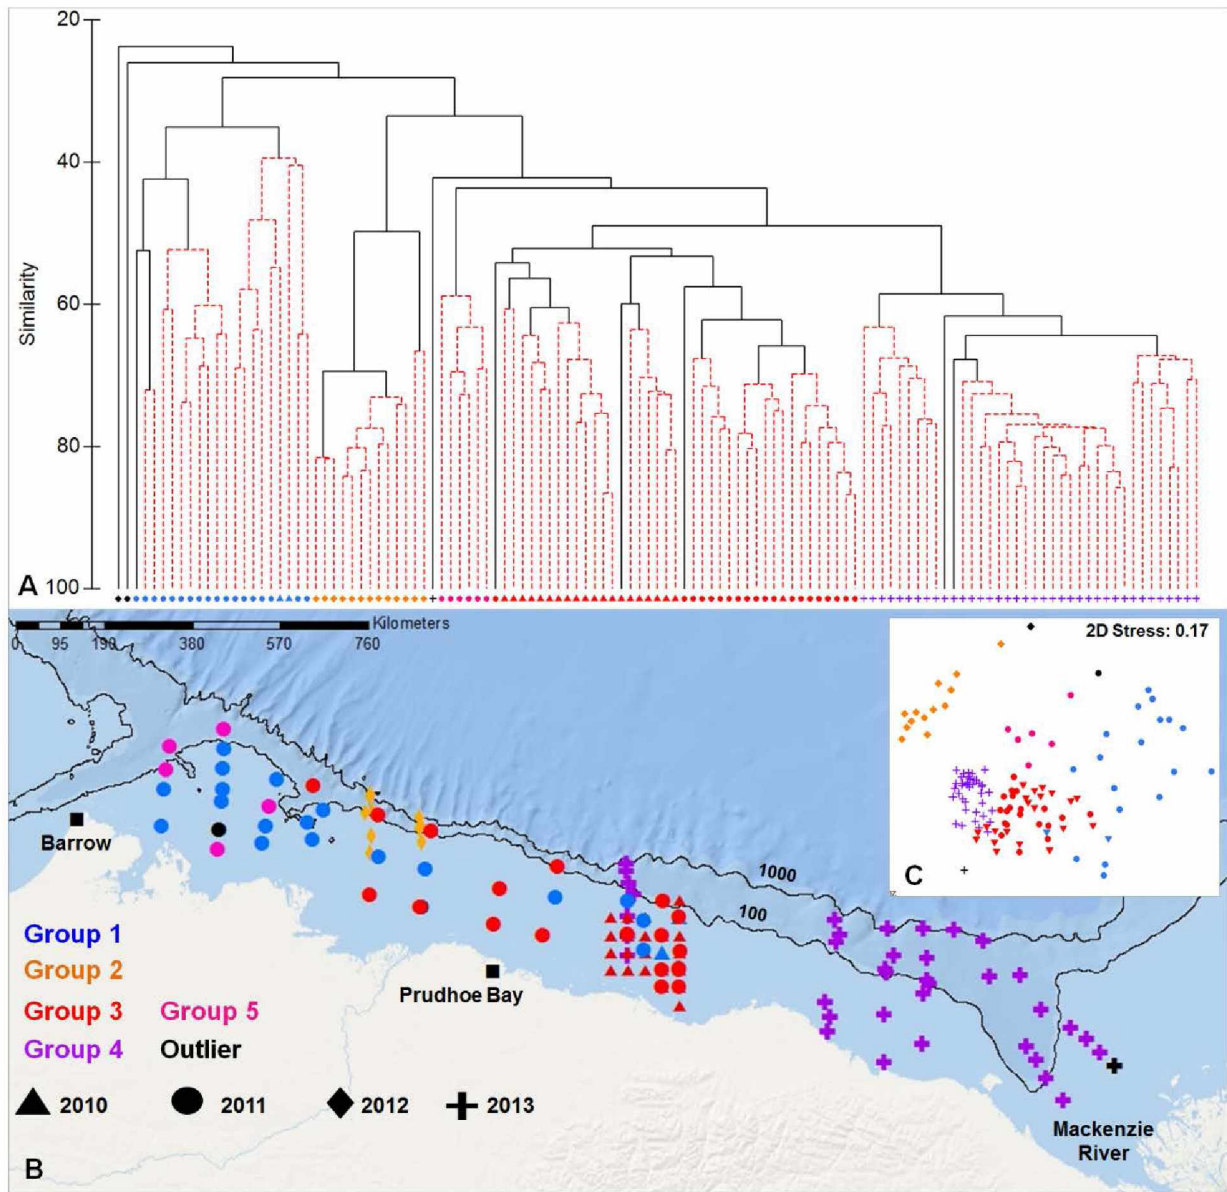 20
40
Similarity
60
80
100
A
Kilometers
0 95 190 380 570 760
2D Stress: 0.17
C
Barrow
1000
100
Prudhoe Bay
Group 1
Group 2
Group 3 Group 5
Group 4 Outlier
2010 2011 2012 2013
Mackenzie
River
B